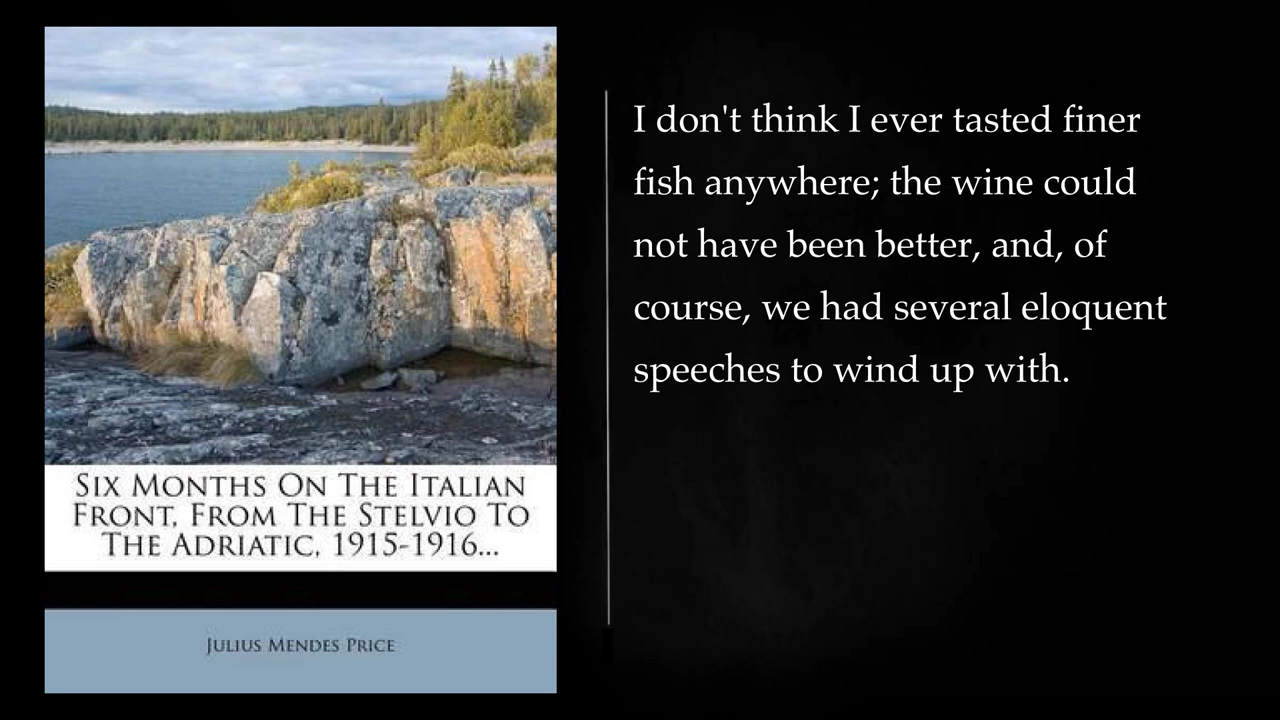 Six Months On The Italian
Front, From The Stelvio To
The Adriatic, 1915-1916...
Julius Mendes Price
I don't think I ever tasted finer
fish anywhere; the wine could
not have been better, and, of
course, we had several eloquent
speeches to wind up with.